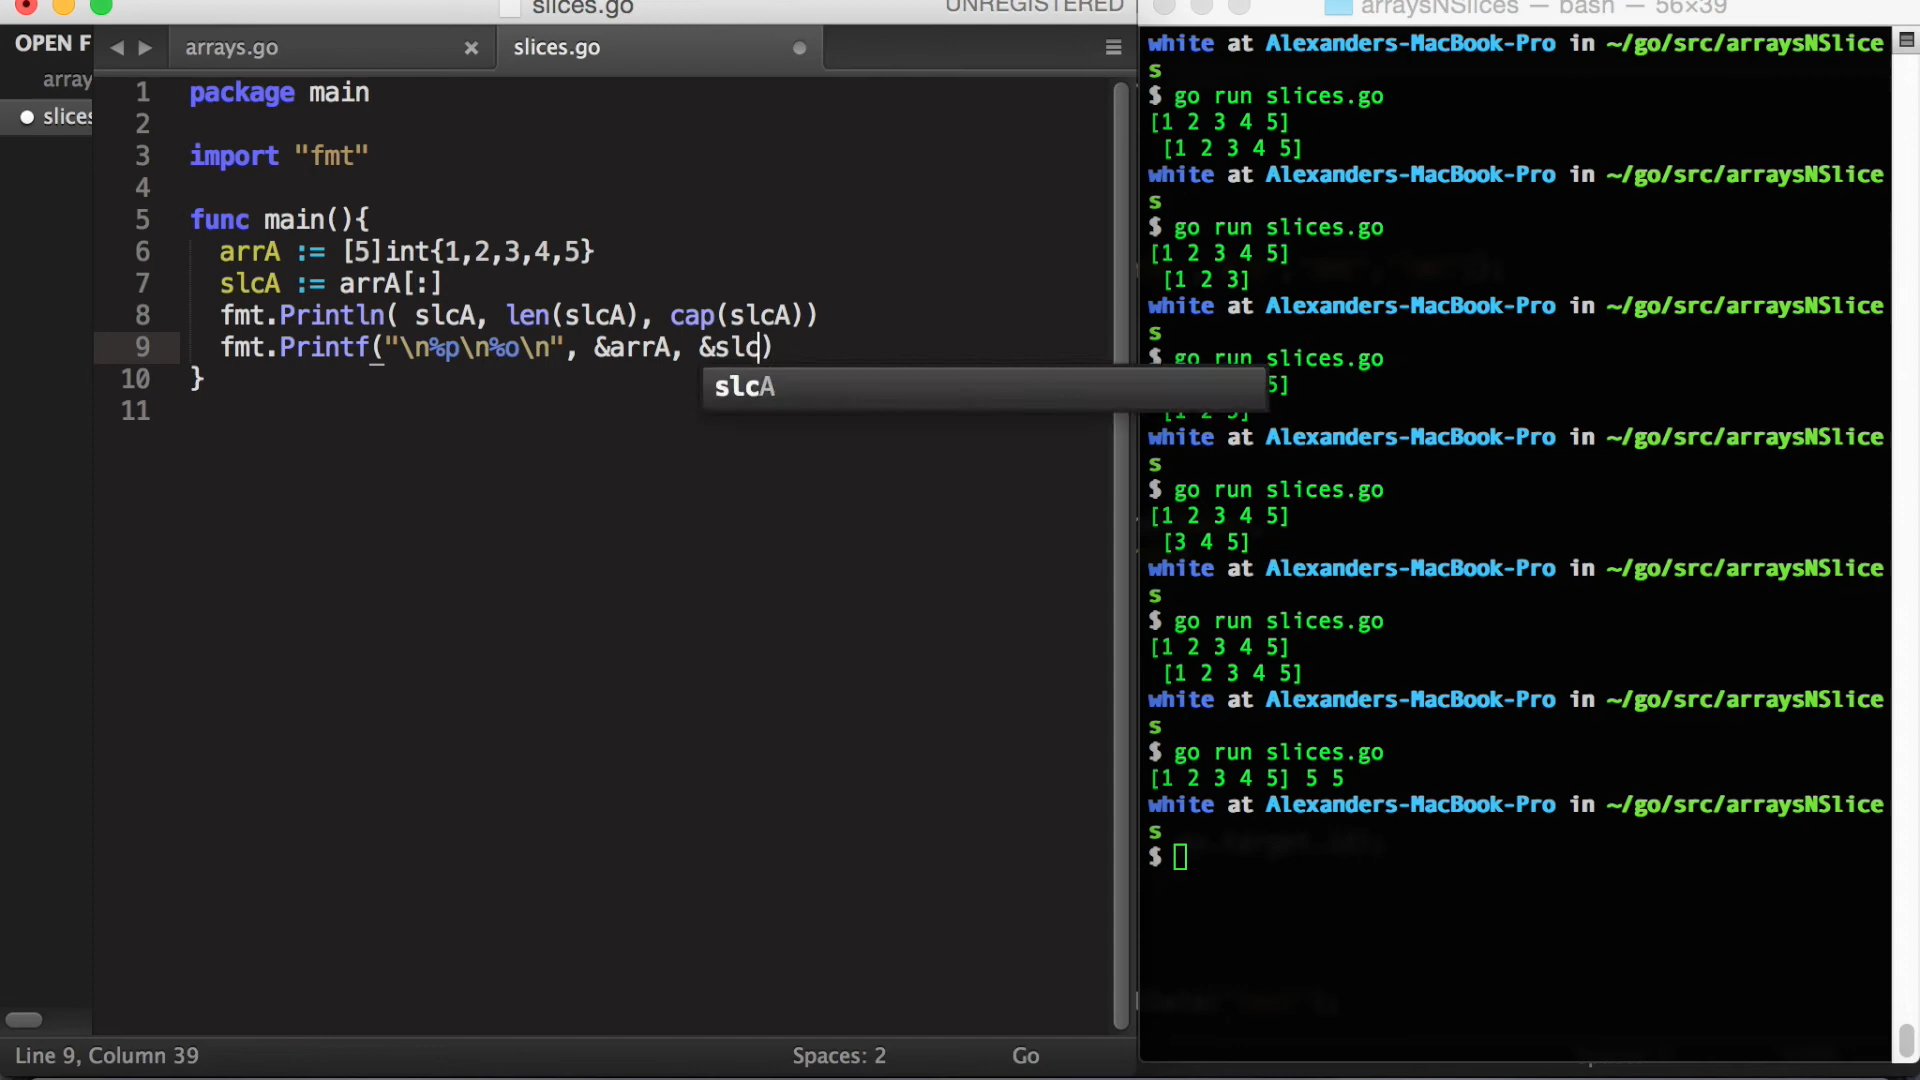 slices.go
UNREGISTERED
OPEN F
arrays.go
slices.go
array
slices
1 package main
2
3 import "fmt"
4
5 func main(){
6 arrA := [5]int{1,2,3,4,5}
7 slcA := arrA[:]
8 fmt.Println( slcA, len(slcA), cap(slcA))
9 fmt.Printf("\n%p\n%o\n", &arrA, &slc)
10 }
11
slcA
Line 9, Column 39
Spaces: 2
Go
arraysNSlices — bash — 56×39
white at Alexanders-MacBook-Pro in ~/go/src/arraysNSlice
s
$ go run slices.go
[1 2 3 4 5]
[1 2 3 4 5]
white at Alexanders-MacBook-Pro in ~/go/src/arraysNSlice
s
$ go run slices.go
[1 2 3 4 5]
[1 2 3]
white at Alexanders-MacBook-Pro in ~/go/src/arraysNSlice
s
$ go run slices.go
5]
[1 2 3]
white at Alexanders-MacBook-Pro in ~/go/src/arraysNSlice
s
$ go run slices.go
[1 2 3 4 5]
[3 4 5]
white at Alexanders-MacBook-Pro in ~/go/src/arraysNSlice
s
$ go run slices.go
[1 2 3 4 5]
[1 2 3 4 5]
white at Alexanders-MacBook-Pro in ~/go/src/arraysNSlice
s
$ go run slices.go
[1 2 3 4 5] 5 5
white at Alexanders-MacBook-Pro in ~/go/src/arraysNSlice
s
$